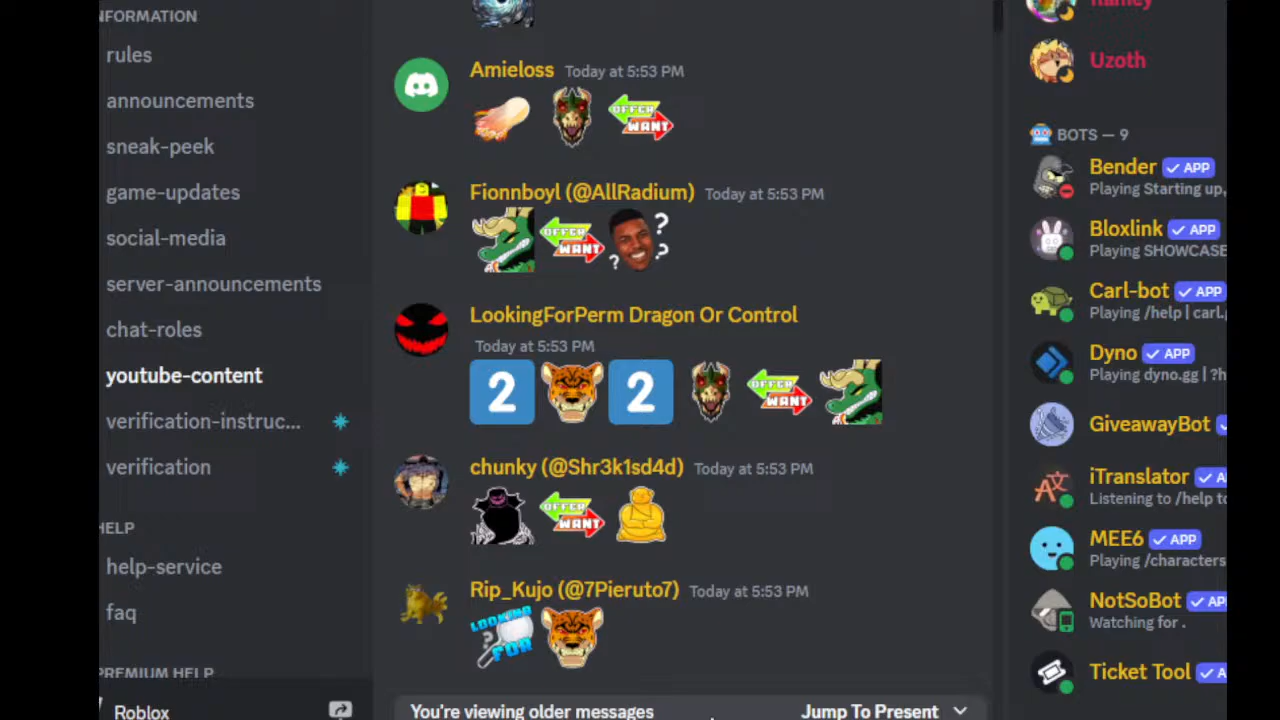 INFORMATION
rules
announcements
sneak-peek
game-updates
social-media
server-announcements
chat-roles
youtube-content
verification-instruc...
verification
HELP
help-service
faq
PREMIUM HELP
Roblox
Amieloss Today at 5:53 PM
OFFER
WANT
Fionnboyl (@AllRadium) Today at 5:53 PM
OFFER
WANT
? ? ?
LookingForPerm Dragon Or Control
Today at 5:53 PM
2 2
OFFER
WANT
chunky (@Shr3k1sd4d) Today at 5:53 PM
OFFER
WANT
Rip_Kujo (@7Pieruto7) Today at 5:53 PM
LOOKING
?
FOR
You're viewing older messages Jump To Present
Uzoth
BOTS — 9
Bender APP
Playing Starting up,
Bloxlink APP
Playing SHOWCASE
Carl-bot APP
Playing /help | carl.
Dyno APP
Playing dyno.gg | ?h
GiveawayBot
iTranslator A
Listening to /help to
MEE6 APP
Playing /characters
NotSoBot AP
Watching for .
Ticket Tool A